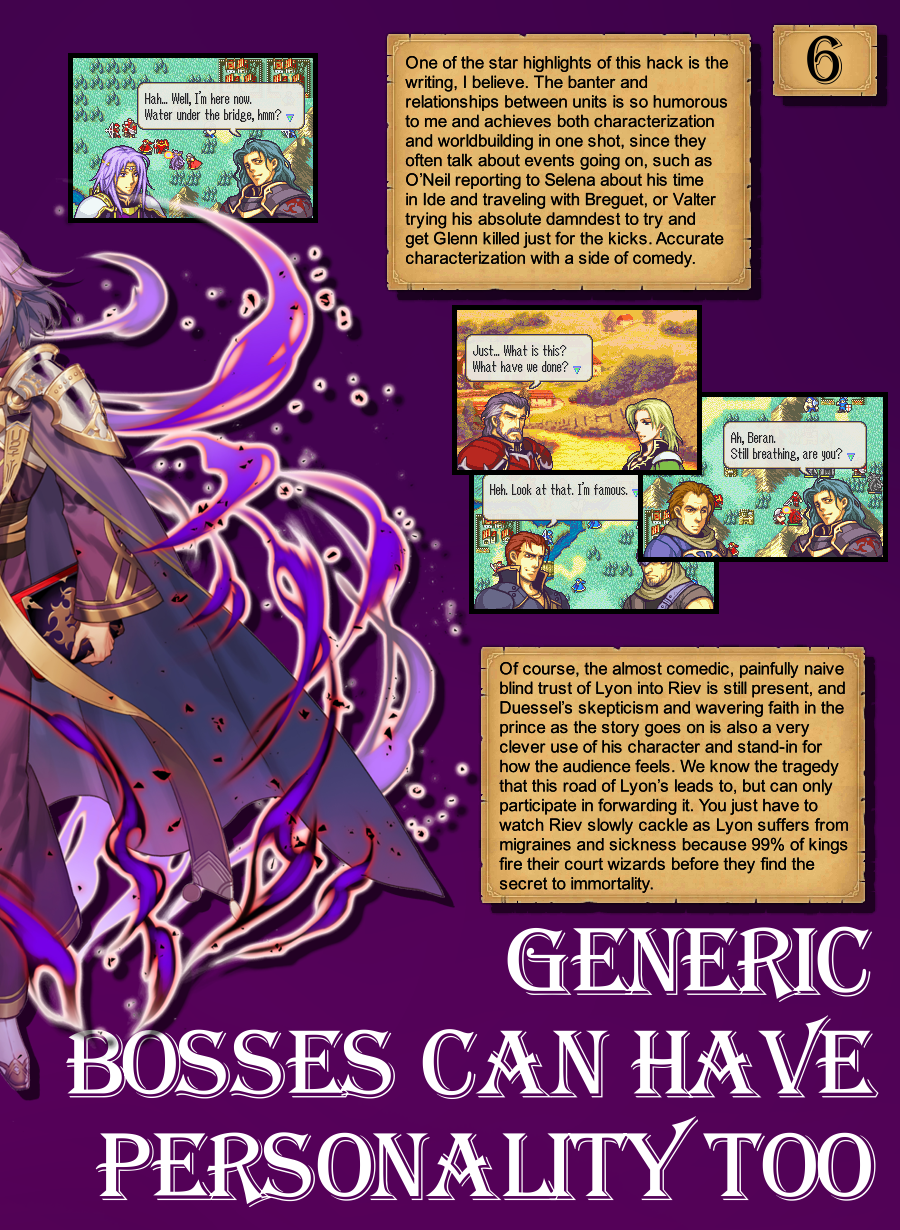 6
Hah... Well, I'm here now.
Water under the bridge, hmm?
One of the star highlights of this hack is the
writing, I believe. The banter and
relationships between units is so humorous
to me and achieves both characterization
and worldbuilding in one shot, since they
often talk about events going on, such as
O'Neil reporting to Selena about his time
in Ide and traveling with Breguet, or Valter
trying his absolute damndest to try and
get Glenn killed just for the kicks. Accurate
characterization with a side of comedy.
Just... What is this?
What have we done?
Ah, Beran.
Still breathing, are you?
Heh. Look at that. I'm famous.
Of course, the almost comedic, painfully naive
blind trust of Lyon into Riev is still present, and
Duessel's skepticism and wavering faith in the
prince as the story goes on is also a very
clever use of his character and stand-in for
how the audience feels. We know the tragedy
that this road of Lyon's leads to, but can only
participate in forwarding it. You just have to
watch Riev slowly cackle as Lyon suffers from
migraines and sickness because 99% of kings
fire their court wizards before they find the
secret to immortality.
GENERIC
BOSSES CAN HAVE
PERSONALITY TOO